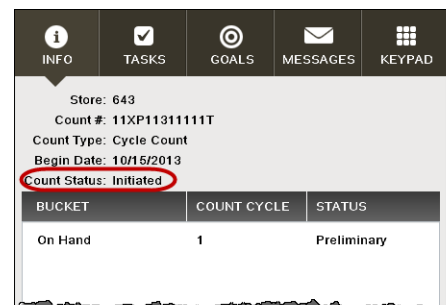 INFO TASKS GOALS MESSAGES KEYPAD
Store: 643
Count #: 11XP11311111T
Count Type: Cycle Count
Begin Date: 10/15/2013
Count Status: Initiated
BUCKET COUNT CYCLE STATUS
On Hand 1 Preliminary